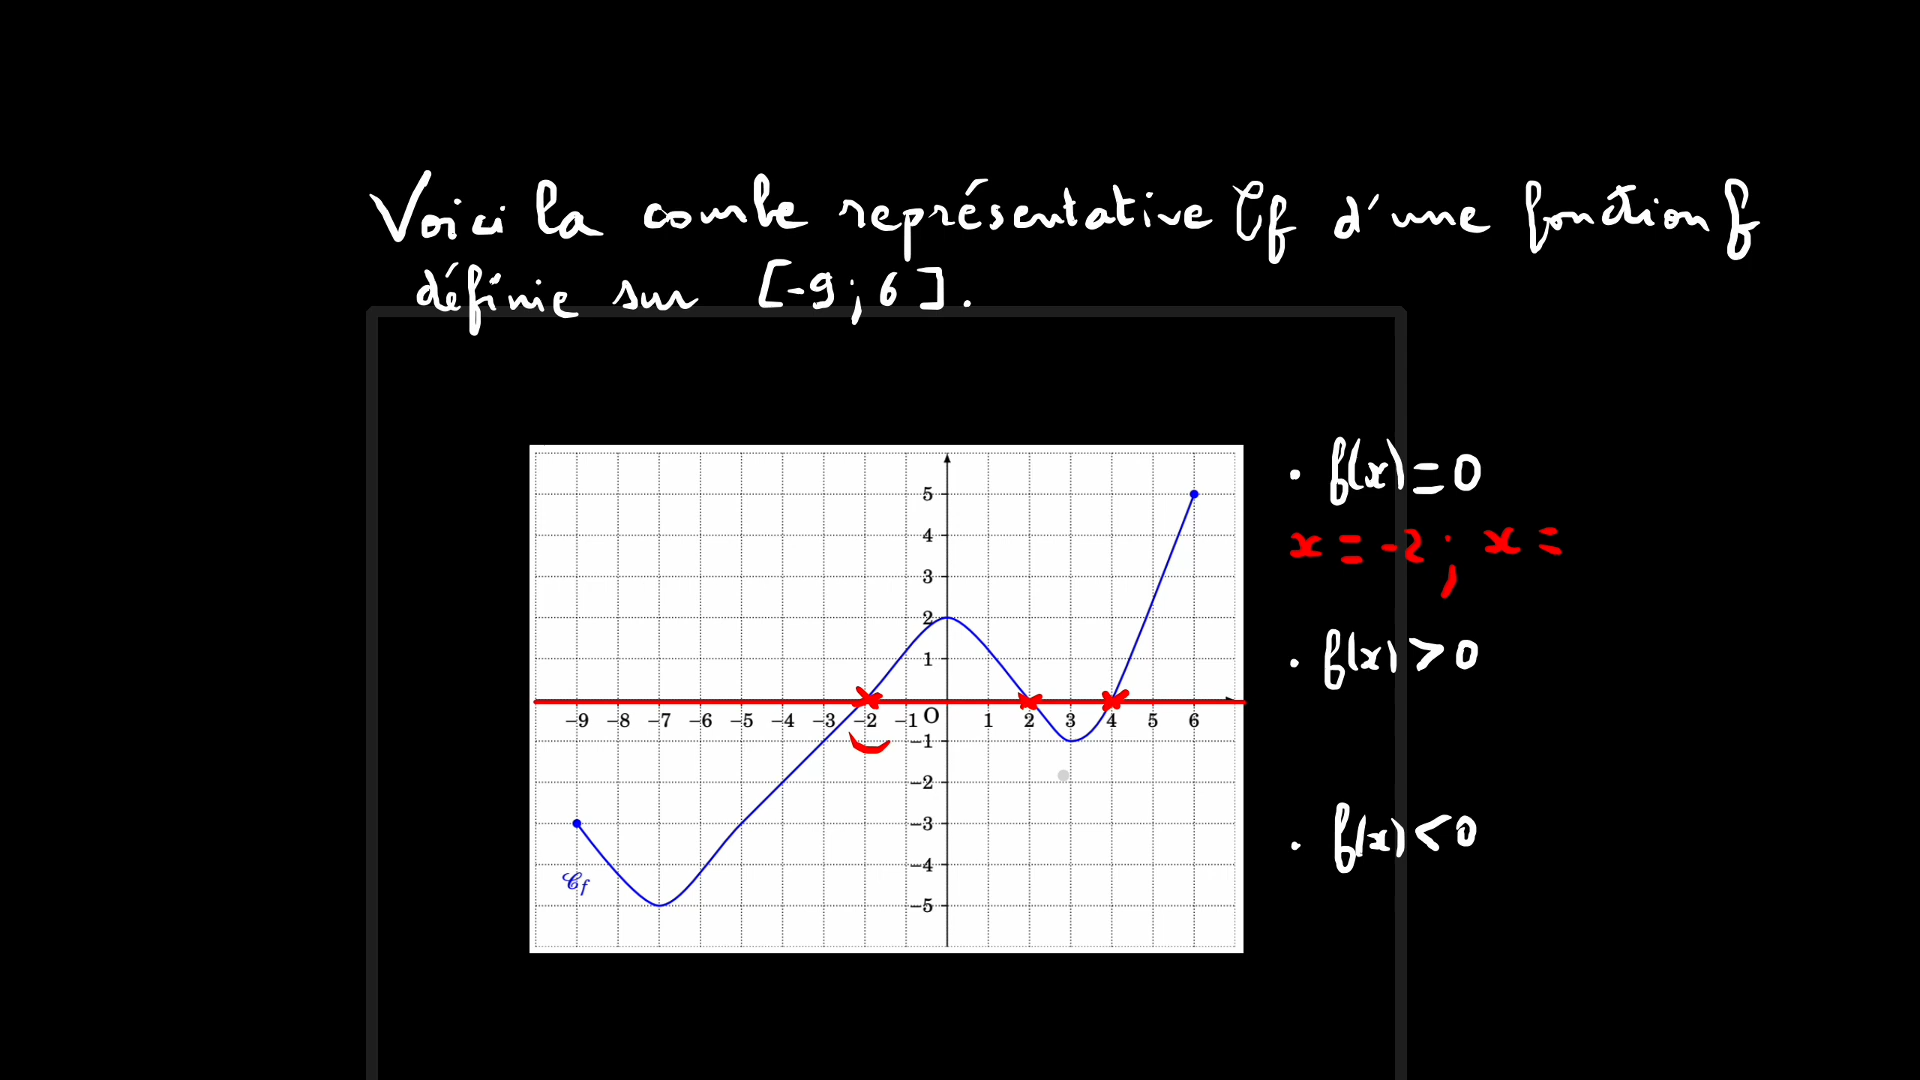 Voici la courbe représentative Cf d'une fonction f
définie sur [-9 ; 6].
5
4
3
2
1
−9 −8 −7 −6 −5 −4 −3 −2 −1 O 1 2 3 4 5 6
−1
−2
−3
−4
−5
𝒞f
• f(x) = 0
x = -2 ; x =
• f(x) > 0
• f(x) < 0